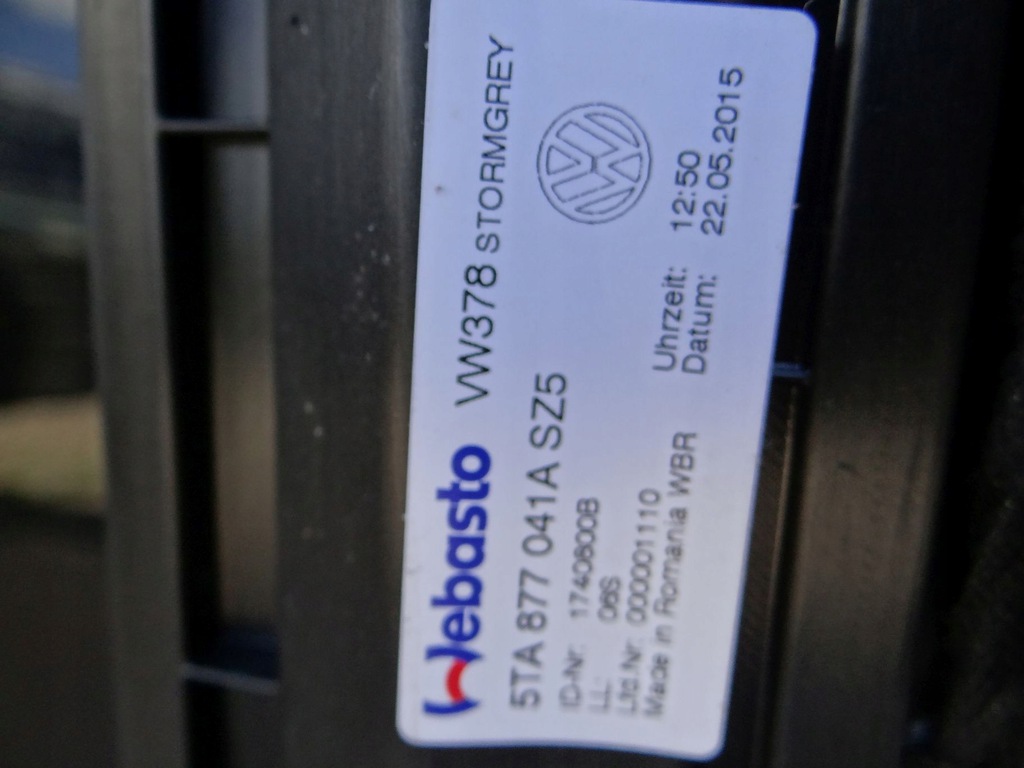 Webasto VW378 STORMGREY
5TA 877 041A SZ5
ID-Nr: 1740800B
LL: 06S
Lfd.Nr: 0000001110
Made in Romania WBR
Uhrzeit: 12:50
Datum: 22.05.2015